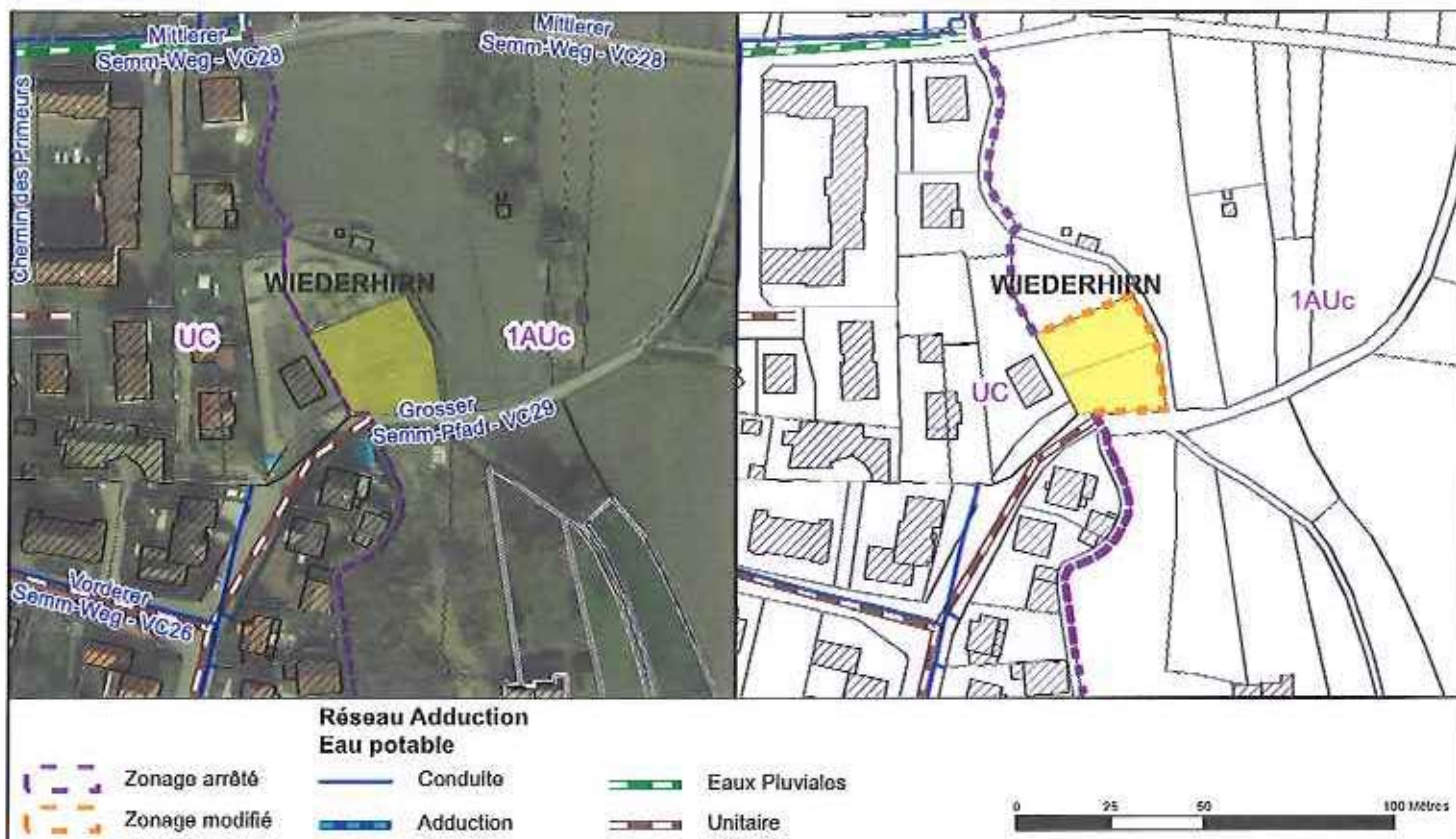 Mittlerer
Semm-Weg - VC28
Mittlerer
Semm-Weg - VC28
Chemin des Primeurs
WIEDERHIRN
UC
1AUc
Grosser
Semm-Pfad - VC29
Vorderer
Semm-Weg - VC26
WIEDERHIRN
1AUc
UC
Réseau Adduction
Eau potable
Zonage arrêté
Conduite
Eaux Pluviales
Zonage modifié
Adduction
Unitaire
0 25 50 100 Mètres